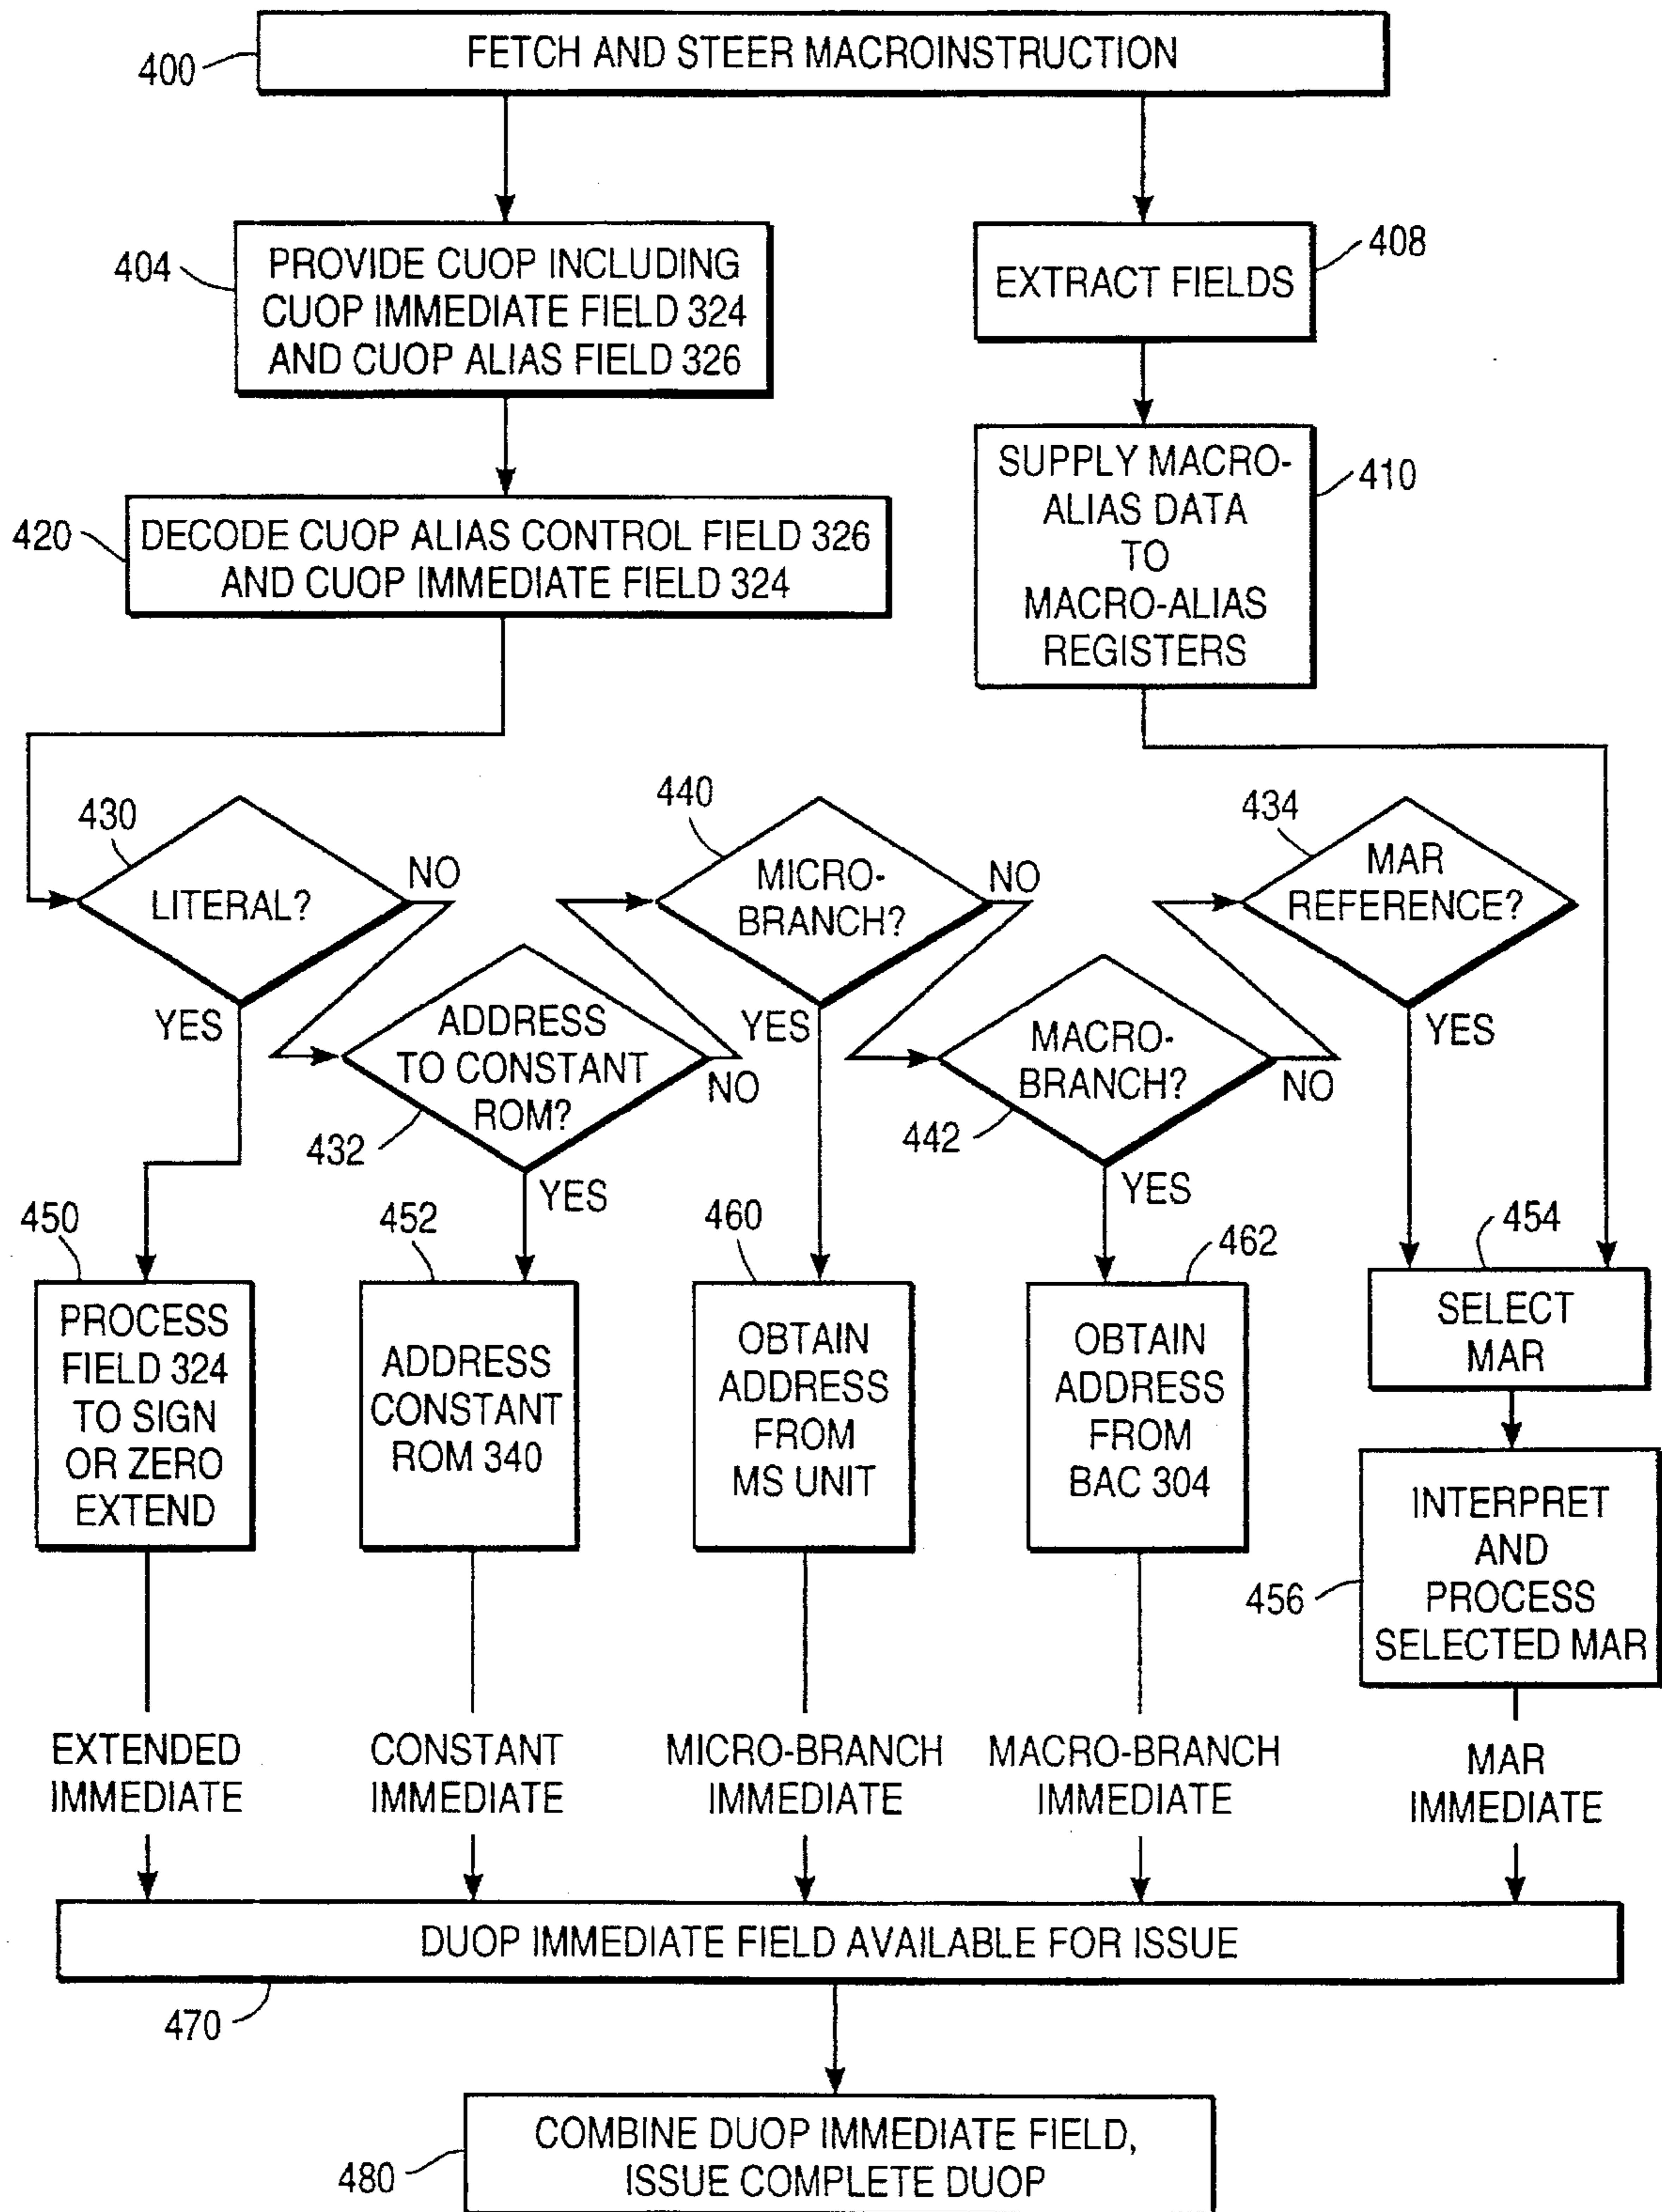 FETCH AND STEER MACROINSTRUCTION
400
PROVIDE CUOP INCLUDING
CUOP IMMEDIATE FIELD 324
AND CUOP ALIAS FIELD 326
404
EXTRACT FIELDS
408
SUPPLY MACRO-
ALIAS DATA
TO
MACRO-ALIAS
REGISTERS
410
420
DECODE CUOP ALIAS CONTROL FIELD 326
AND CUOP IMMEDIATE FIELD 324
430
LITERAL?
NO
YES
432
ADDRESS
TO CONSTANT
ROM?
NO
YES
440
MICRO-
BRANCH?
NO
YES
442
MACRO-
BRANCH?
NO
YES
434
MAR
REFERENCE?
YES
450
PROCESS
FIELD 324
TO SIGN
OR ZERO
EXTEND
452
ADDRESS
CONSTANT
ROM 340
460
OBTAIN
ADDRESS
FROM
MS UNIT
462
OBTAIN
ADDRESS
FROM
BAC 304
454
SELECT
MAR
456
INTERPRET
AND
PROCESS
SELECTED MAR
EXTENDED
IMMEDIATE
CONSTANT
IMMEDIATE
MICRO-BRANCH
IMMEDIATE
MACRO-BRANCH
IMMEDIATE
MAR
IMMEDIATE
DUOP IMMEDIATE FIELD AVAILABLE FOR ISSUE
470
COMBINE DUOP IMMEDIATE FIELD,
ISSUE COMPLETE DUOP
480